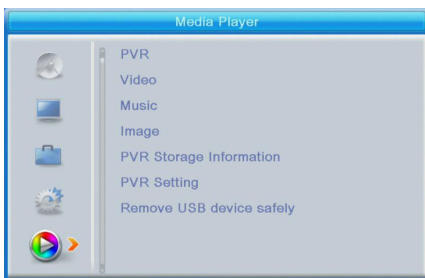 Media Player
PVR
Video
Music
Image
PVR Storage Information
PVR Setting
Remove USB device safely